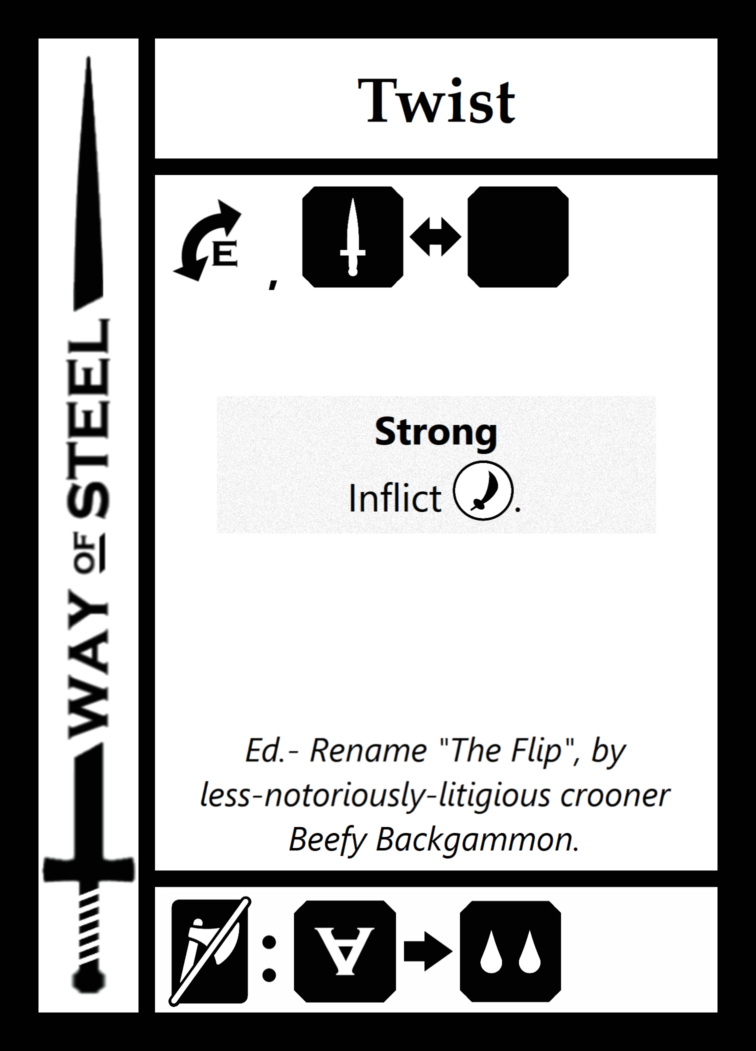 WAY OF STEEL
Twist
E ,
Strong
Inflict .
Ed.- Rename "The Flip", by
less-notoriously-litigious crooner
Beefy Backgammon.
: ∀